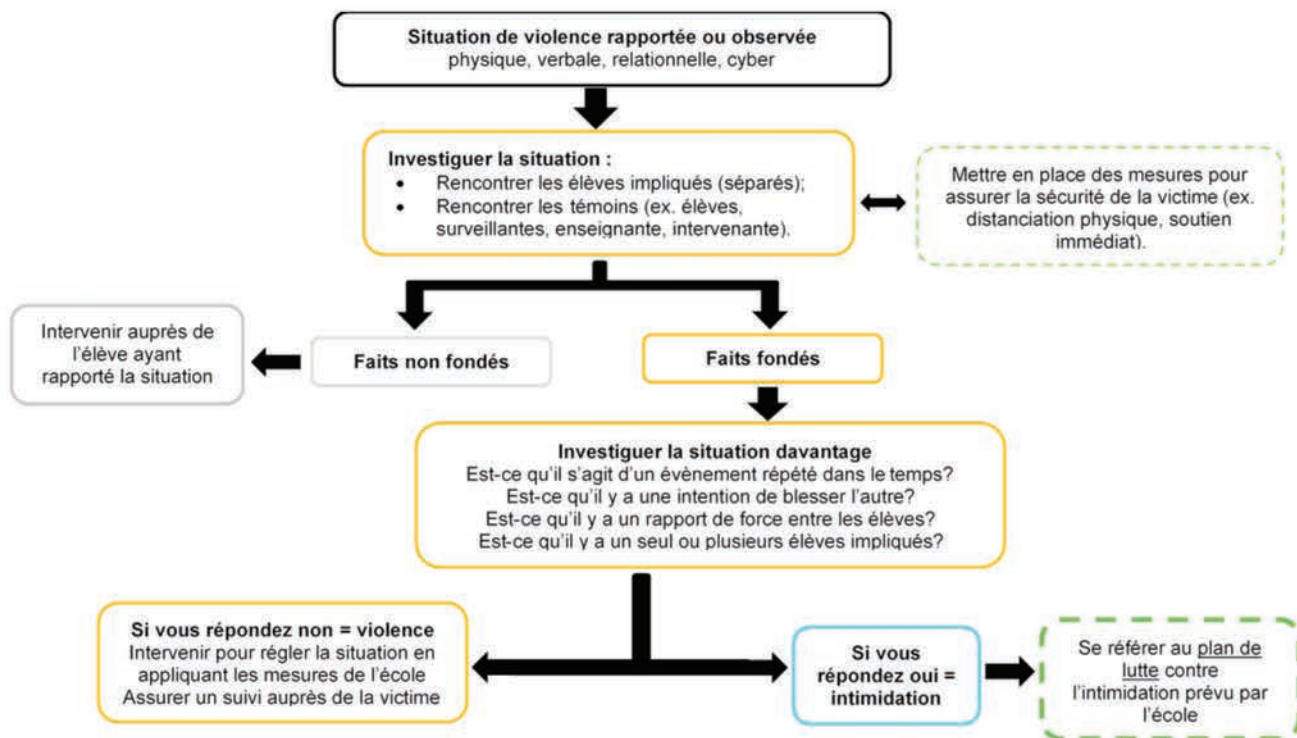 Situation de violence rapportée ou observée
physique, verbale, relationnelle, cyber
Investiguer la situation :
• Rencontrer les élèves impliqués (séparés);
• Rencontrer les témoins (ex. élèves,
surveillantes, enseignante, intervenante).
Mettre en place des mesures pour
assurer la sécurité de la victime (ex.
distanciation physique, soutien
immédiat).
Intervenir auprès de
l'élève ayant
rapporté la situation
Faits non fondés
Faits fondés
Investiguer la situation davantage
Est-ce qu'il s'agit d'un évènement répété dans le temps?
Est-ce qu'il y a une intention de blesser l'autre?
Est-ce qu'il y a un rapport de force entre les élèves?
Est-ce qu'il y a un seul ou plusieurs élèves impliqués?
Si vous répondez non = violence
Intervenir pour régler la situation en
appliquant les mesures de l'école
Assurer un suivi auprès de la victime
Si vous
répondez oui =
intimidation
Se référer au plan de
lutte contre
l'intimidation prévu par
l'école